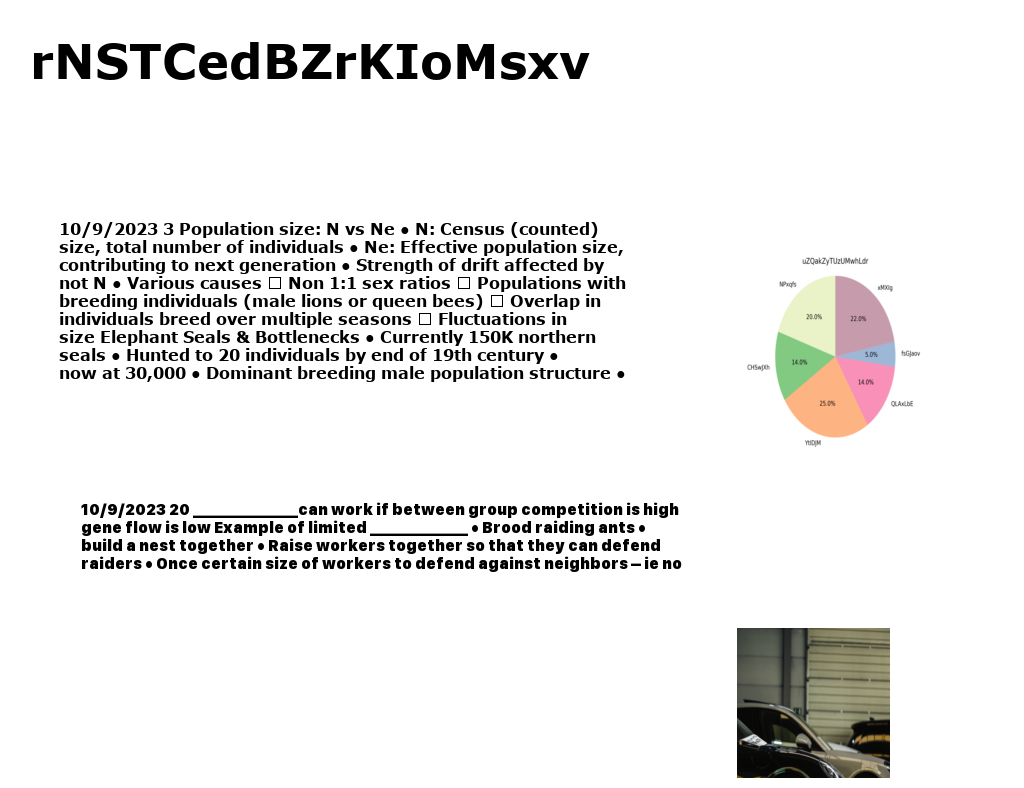 rNSTCedBZrKIoMsxv
10/9/2023 3 Population size: N vs Ne ● N: Census (counted)
size, total number of individuals ● Ne: Effective population size,
contributing to next generation ● Strength of drift affected by
not N ● Various causes ☐ Non 1:1 sex ratios ☐ Populations with
breeding individuals (male lions or queen bees) ☐ Overlap in
individuals breed over multiple seasons ☐ Fluctuations in
size Elephant Seals & Bottlenecks ● Currently 150K northern
seals ● Hunted to 20 individuals by end of 19th century ●
now at 30,000 ● Dominant breeding male population structure ●
uZQakZyTUzUMwhLdr
NPxqfs
xMXIg
20.0%
22.0%
5.0%
fsGJaov
14.0%
CHSwJXh
14.0%
QLAxLbE
25.0%
YtIDJM
10/9/2023 20 _____________can work if between group competition is high
gene flow is low Example of limited ____________ ● Brood raiding ants ●
build a nest together ● Raise workers together so that they can defend
raiders ● Once certain size of workers to defend against neighbors – ie no